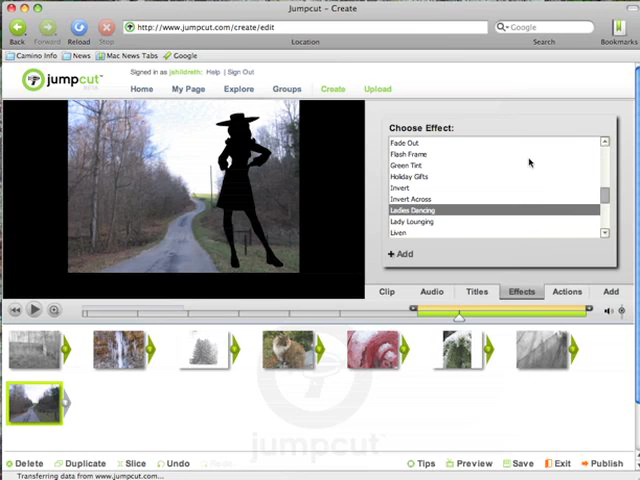 Jumpcut - Create
http://www.jumpcut.com/create/edit
Google
Back Forward Reload Stop Location Search Bookmarks
Camino Info News Mac News Tabs Google
jumpcut™
BETA
Signed in as jshildreth: Help | Sign Out
Home My Page Explore Groups Create Upload
Choose Effect:
Fade Out
Flash Frame
Green Tint
Holiday Gifts
Invert
Invert Across
Ladies Dancing
Lady Lounging
Liven
Add
Clip Audio Titles Effects Actions Add
jumpcut
Delete Duplicate Slice Undo Redo Tips Preview Save Exit Publish
Transferring data from www.jumpcut.com...